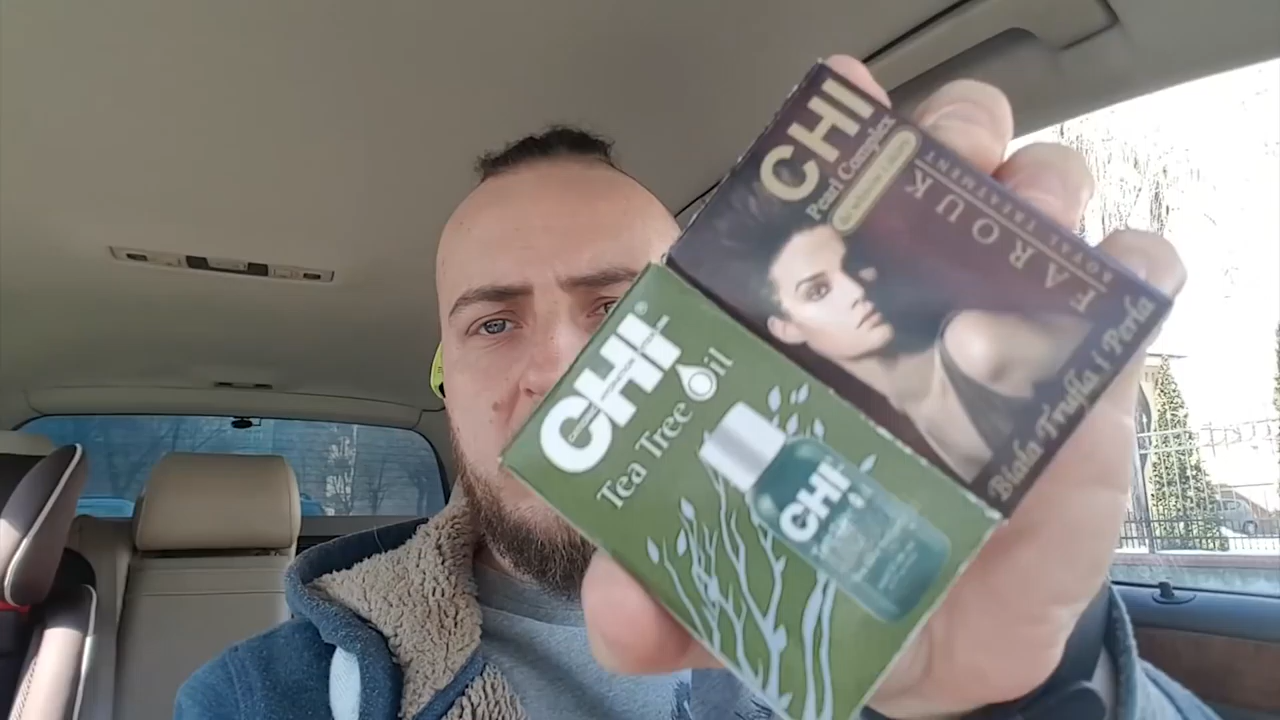 CHI
Pearl Complex
FAROUK
ROYAL TREATMENT
Biała Trufla i Perła
CHI®
Tea Tree Oil
CHI